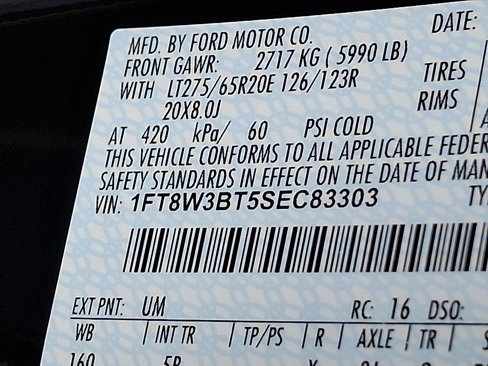 MFD. BY FORD MOTOR CO.
DATE:
FRONT GAWR: 2717 KG ( 5990 LB)
WITH LT275/65R20E 126/123R TIRES
20X8.0J RIMS
AT 420 kPa/ 60 PSI COLD
THIS VEHICLE CONFORMS TO ALL APPLICABLE FEDER
SAFETY STANDARDS IN EFFECT ON THE DATE OF MAN
VIN: 1FT8W3BT5SEC83303 TY
EXT PNT: UM RC: 16 DSO:
WB | INT TR | TP/PS | R | AXLE | TR | S
160 5B